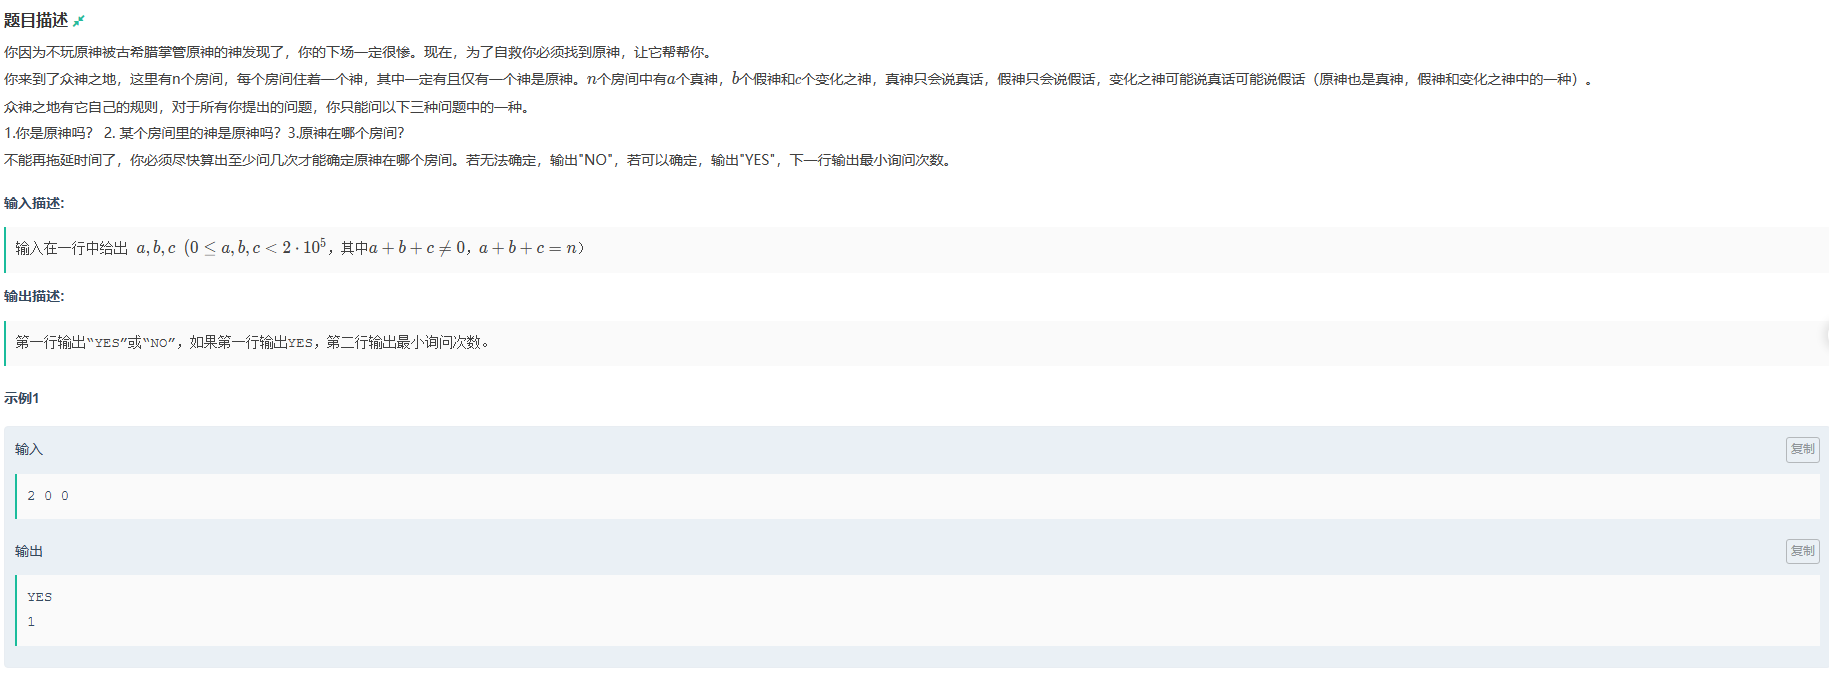 题目描述
你因为不玩原神被古希腊掌管原神的神发现了，你的下场一定很惨。现在，为了自救你必须找到原神，让它帮帮你。
你来到了众神之地，这里有n个房间，每个房间住着一个神，其中一定有且仅有一个神是原神。n个房间中有a个真神，b个假神和c个变化之神，真神只会说真话，假神只会说假话，变化之神可能说真话可能说假话（原神也是真神，假神和变化之神中的一种）。
众神之地有它自己的规则，对于所有你提出的问题，你只能问以下三种问题中的一种。
1.你是原神吗？ 2. 某个房间里的神是原神吗？3.原神在哪个房间？
不能再拖延时间了，你必须尽快算出至少问几次才能确定原神在哪个房间。若无法确定，输出"NO"，若可以确定，输出"YES"，下一行输出最小询问次数。
输入描述:
输入在一行中给出 a, b, c (0 ≤ a, b, c < 2 · 10⁵，其中a + b + c ≠ 0，a + b + c = n）
输出描述:
第一行输出“YES”或“NO”，如果第一行输出YES，第二行输出最小询问次数。
示例1
输入
复制
2 0 0
输出
复制
YES
1